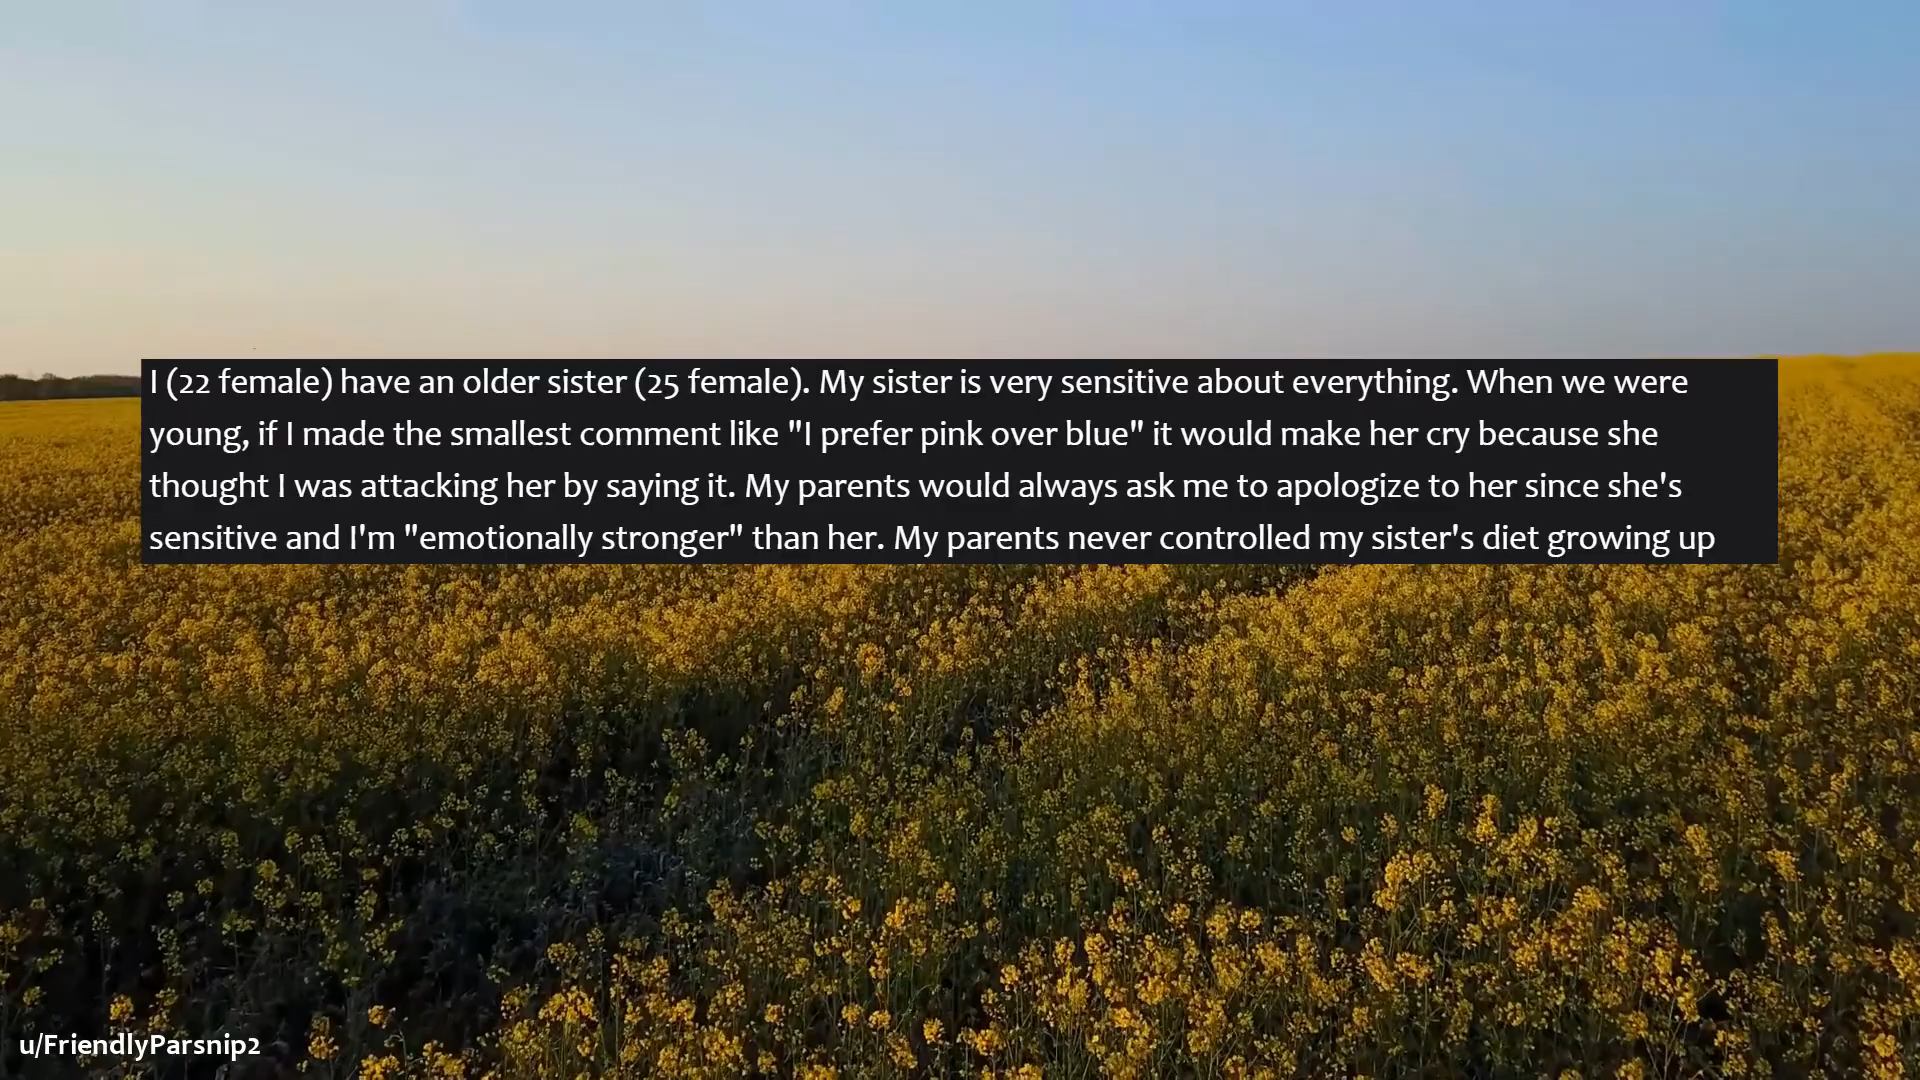 I (22 female) have an older sister (25 female). My sister is very sensitive about everything. When we were
young, if I made the smallest comment like "I prefer pink over blue" it would make her cry because she
thought I was attacking her by saying it. My parents would always ask me to apologize to her since she's
sensitive and I'm "emotionally stronger" than her. My parents never controlled my sister's diet growing up
u/FriendlyParsnip2